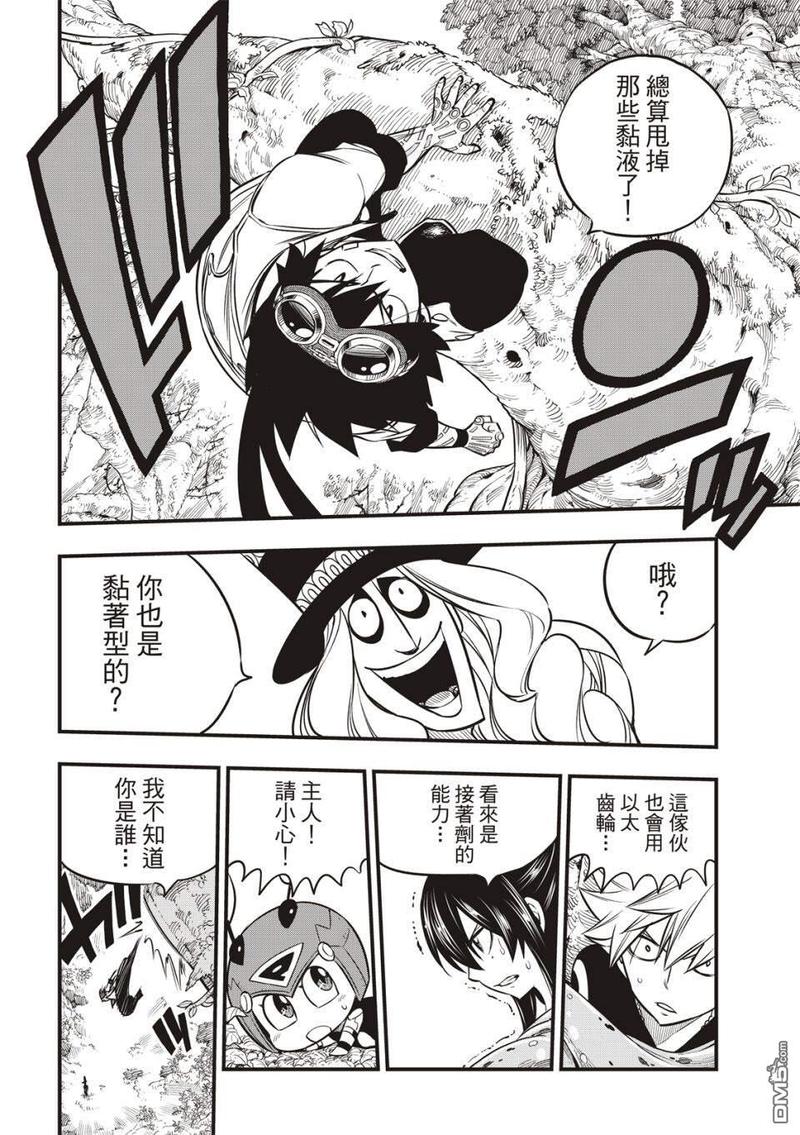 總算甩掉
那些黏液了！
哦？
你也是
黏著型的？
這傢伙
也會用
以太
齒輪…
看來是
接著劑的
能力…
主人！
請小心！
我不知道
你是誰…
DM5.com